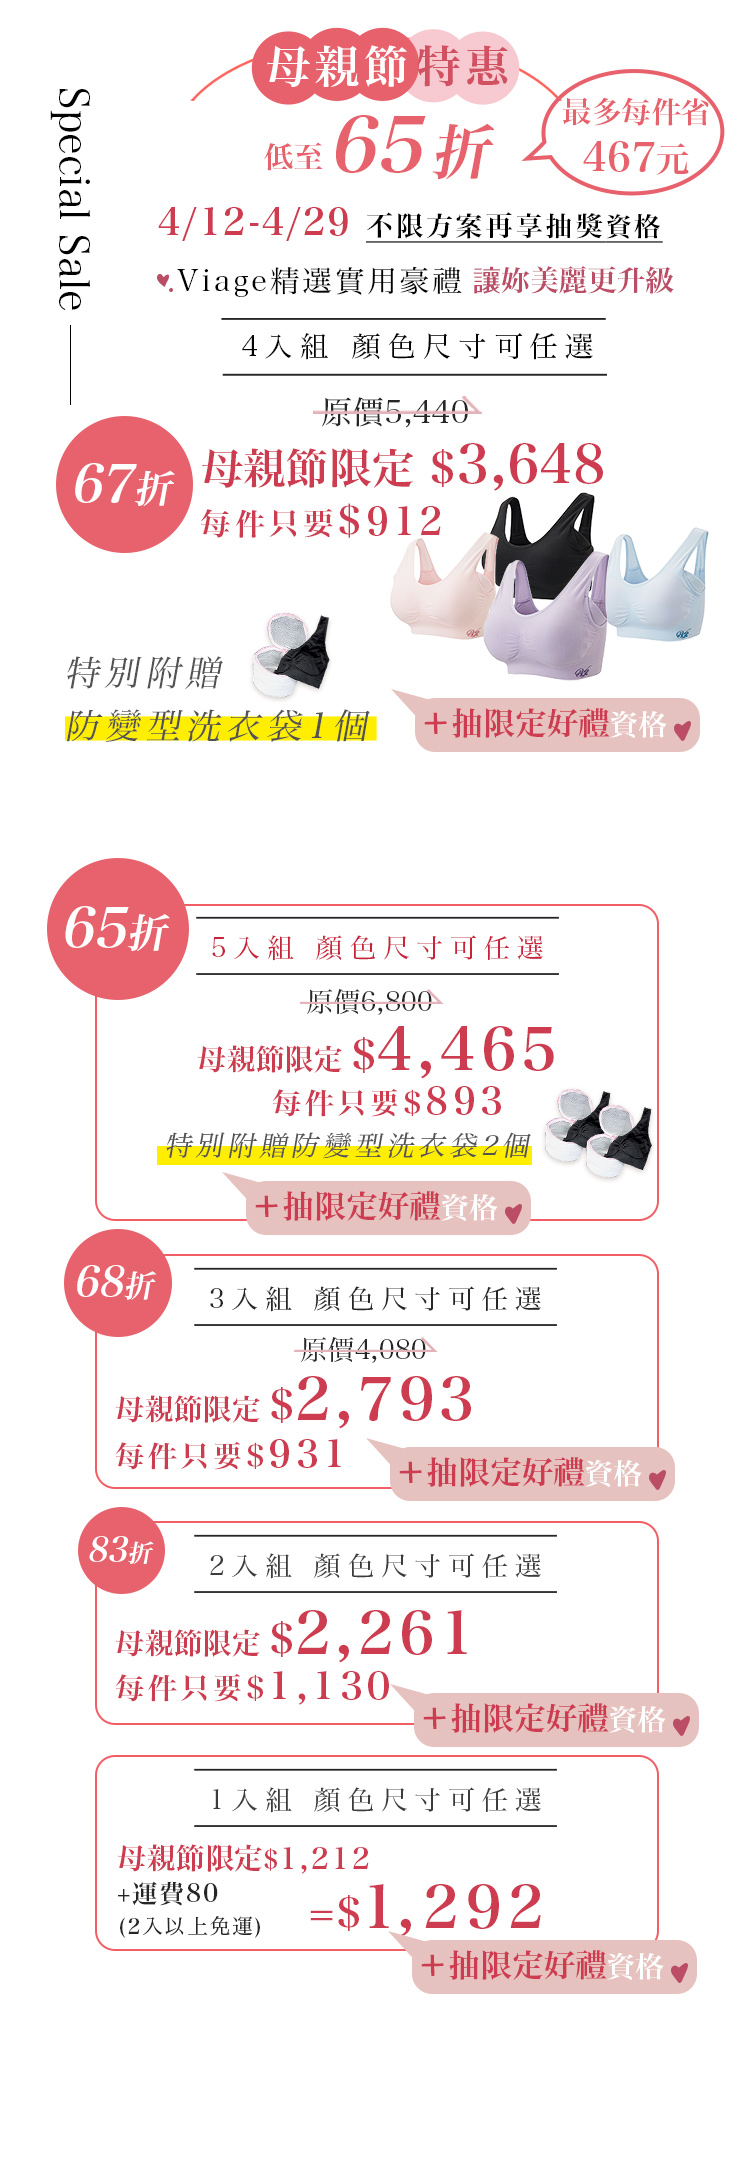 母親節特惠
低至65折
最多每件省
467元
Special Sale
4/12-4/29 不限方案再享抽獎資格
Viage精選實用豪禮 讓妳美麗更升級
4入組 顏色尺寸可任選
原價5,440
67折
母親節限定 $3,648
每件只要$912
特別附贈
防變型洗衣袋1個
+抽限定好禮資格
65折
5入組 顏色尺寸可任選
原價6,800
母親節限定 $4,465
每件只要$893
特別附贈防變型洗衣袋2個
+抽限定好禮資格
68折
3入組 顏色尺寸可任選
原價4,080
母親節限定 $2,793
每件只要$931
+抽限定好禮資格
83折
2入組 顏色尺寸可任選
母親節限定 $2,261
每件只要$1,130
+抽限定好禮資格
1入組 顏色尺寸可任選
母親節限定$1,212
+運費80
(2入以上免運)
=$1,292
+抽限定好禮資格